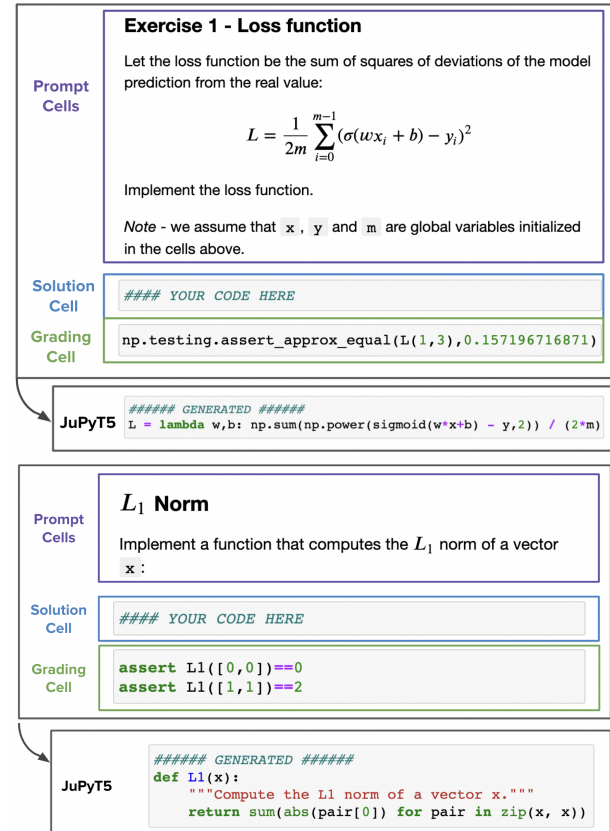 Exercise 1 - Loss function
Let the loss function be the sum of squares of deviations of the model
prediction from the real value:
Prompt
Cells
L = \frac{1}{2m} \sum_{i=0}^{m-1} (σ(wx_i + b) − y_i)^2
Implement the loss function.
Note - we assume that x , y and m are global variables initialized
in the cells above.
Solution
Cell
#### YOUR CODE HERE
Grading
Cell
np.testing.assert_approx_equal(L(1,3),0.157196716871)
JuPyT5
###### GENERATED ######
L = lambda w,b: np.sum(np.power(sigmoid(w*x+b) - y,2)) / (2*m)
L_1 Norm
Prompt
Cells
Implement a function that computes the L_1 norm of a vector
x :
Solution
Cell
#### YOUR CODE HERE
Grading
Cell
assert L1([0,0])==0
assert L1([1,1])==2
JuPyT5
###### GENERATED ######
def L1(x):
"""Compute the L1 norm of a vector x."""
return sum(abs(pair[0]) for pair in zip(x, x))